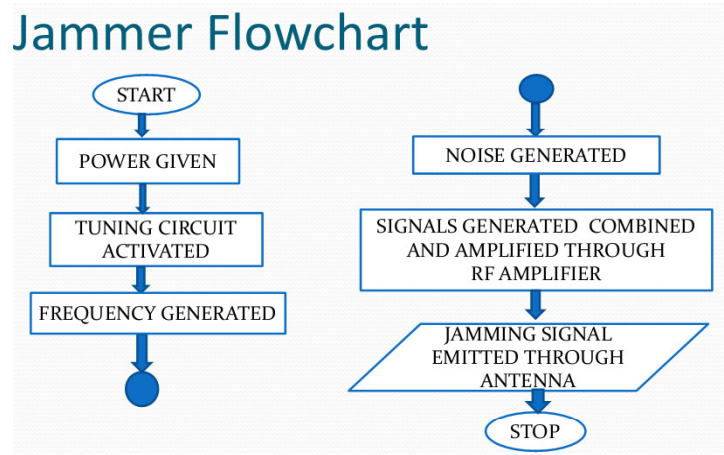 Jammer Flowchart
START
POWER GIVEN
TUNING CIRCUIT
ACTIVATED
FREQUENCY GENERATED
NOISE GENERATED
SIGNALS GENERATED COMBINED
AND AMPLIFIED THROUGH
RF AMPLIFIER
JAMMING SIGNAL
EMITTED THROUGH
ANTENNA
STOP